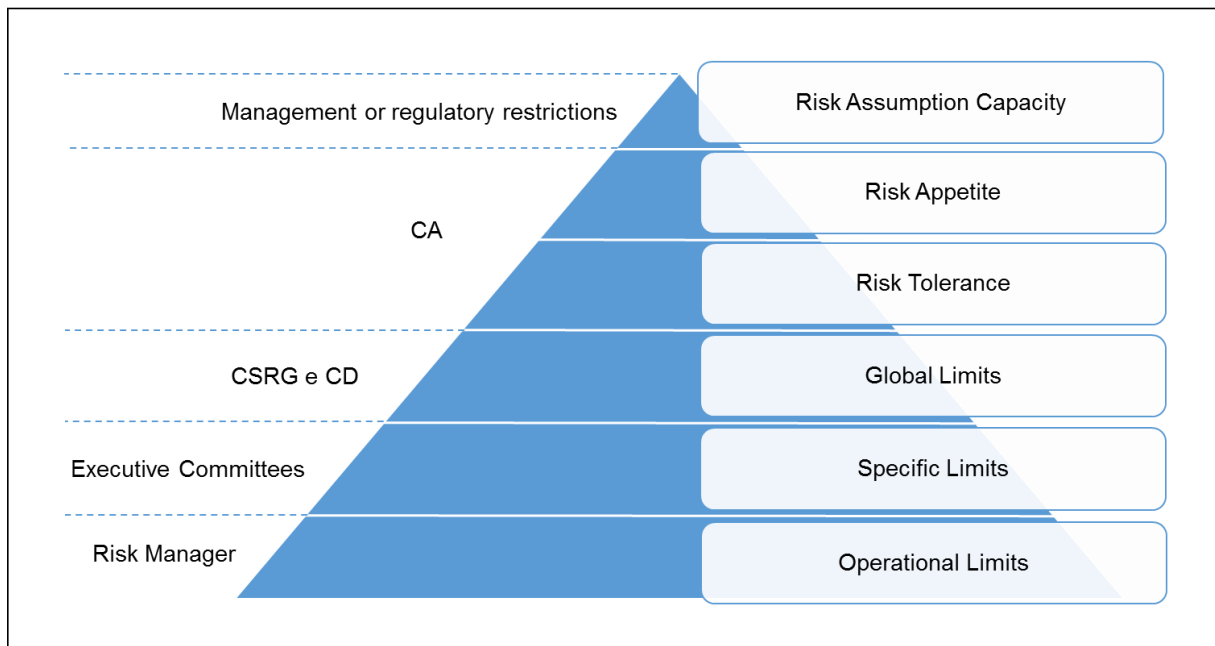 Management or regulatory restrictions
Risk Assumption Capacity
CA
Risk Appetite
Risk Tolerance
CSRG e CD
Global Limits
Executive Committees
Specific Limits
Risk Manager
Operational Limits